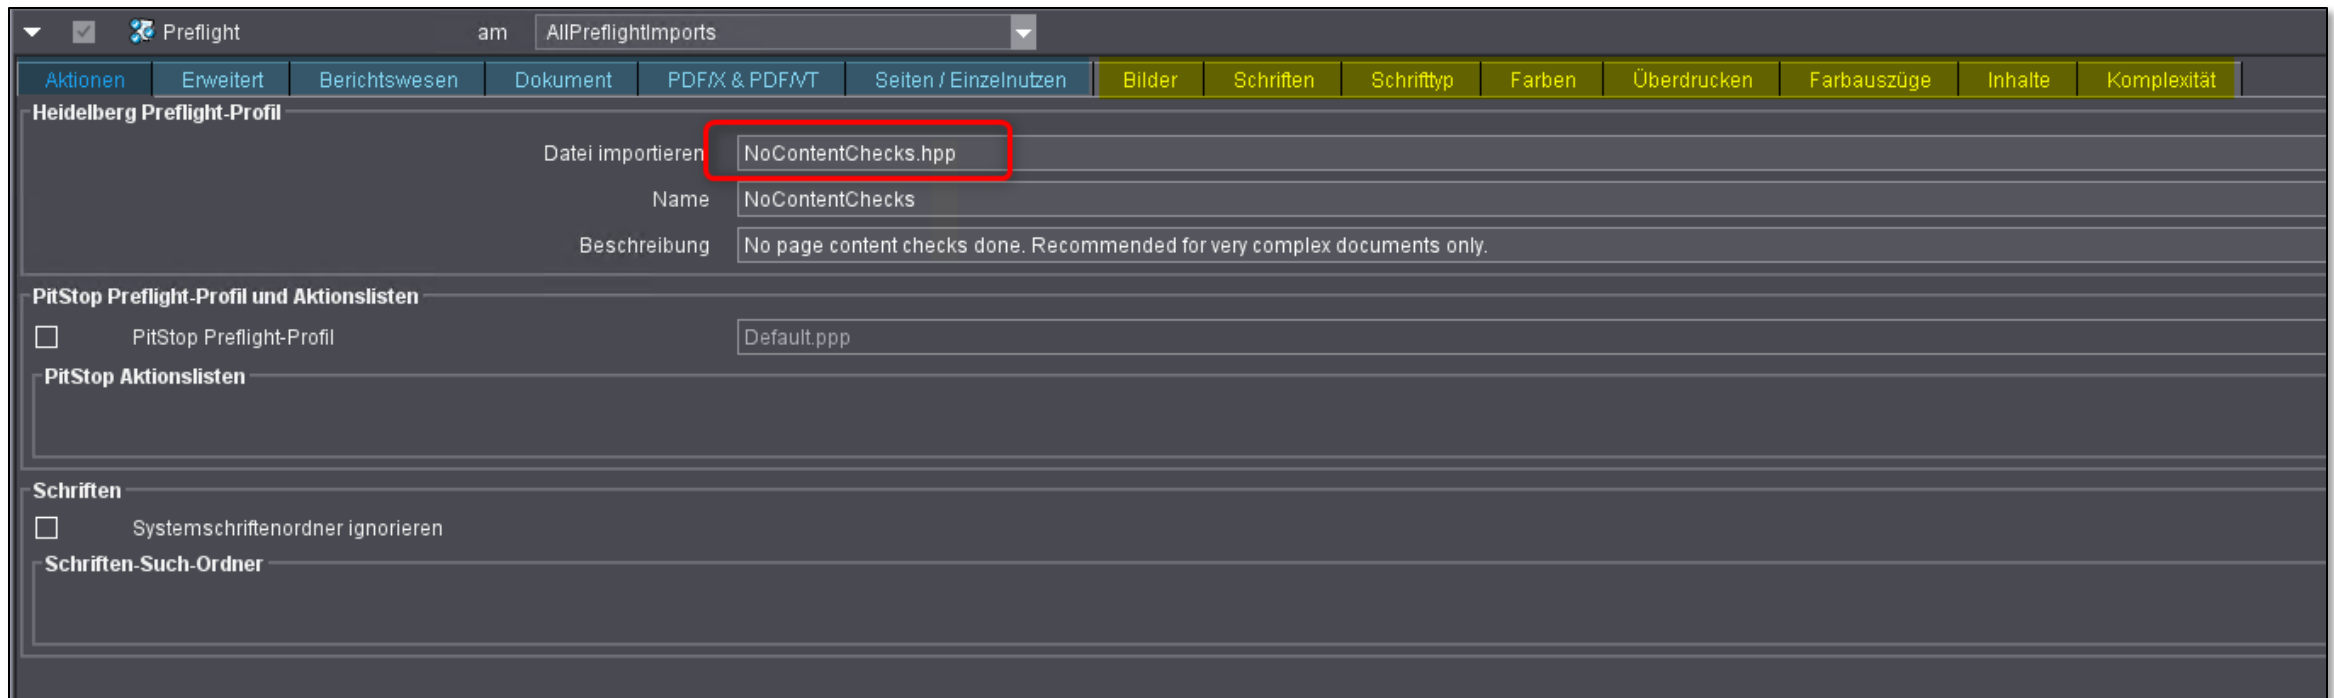 Preflight am AllPreflightImports
Aktionen Erweitert Berichtswesen Dokument PDF/X & PDF/VT Seiten / Einzelnutzen Bilder Schriften Schrifttyp Farben Überdrucken Farbauszüge Inhalte Komplexität
Heidelberg Preflight-Profil
Datei importieren NoContentChecks.hpp
Name NoContentChecks
Beschreibung No page content checks done. Recommended for very complex documents only.
PitStop Preflight-Profil und Aktionslisten
PitStop Preflight-Profil Default.ppp
PitStop Aktionslisten
Schriften
Systemschriftenordner ignorieren
Schriften-Such-Ordner